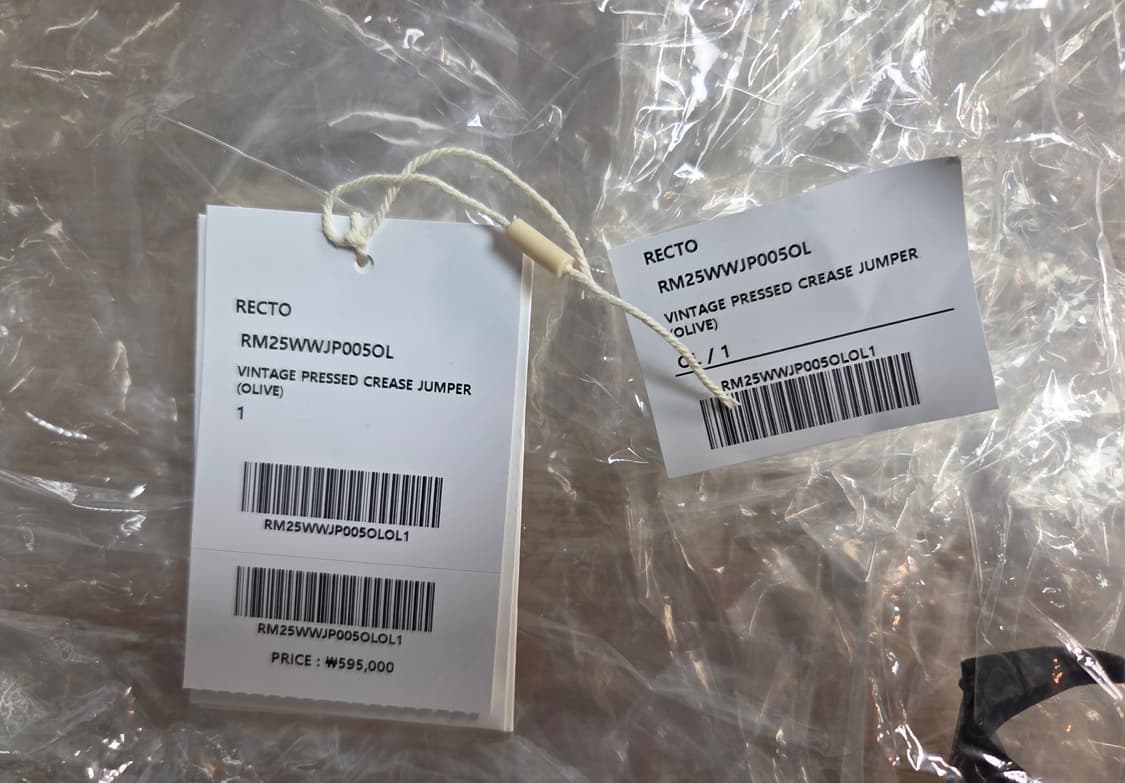 RECTO
RM25WWJP005OL
VINTAGE PRESSED CREASE JUMPER
(OLIVE)
1
RM25WWJP005OLOL1
RM25WWJP005OLOL1
PRICE : ₩595,000
RECTO
RM25WWJP005OL
VINTAGE PRESSED CREASE JUMPER
(OLIVE)
OL / 1
RM25WWJP005OLOL1